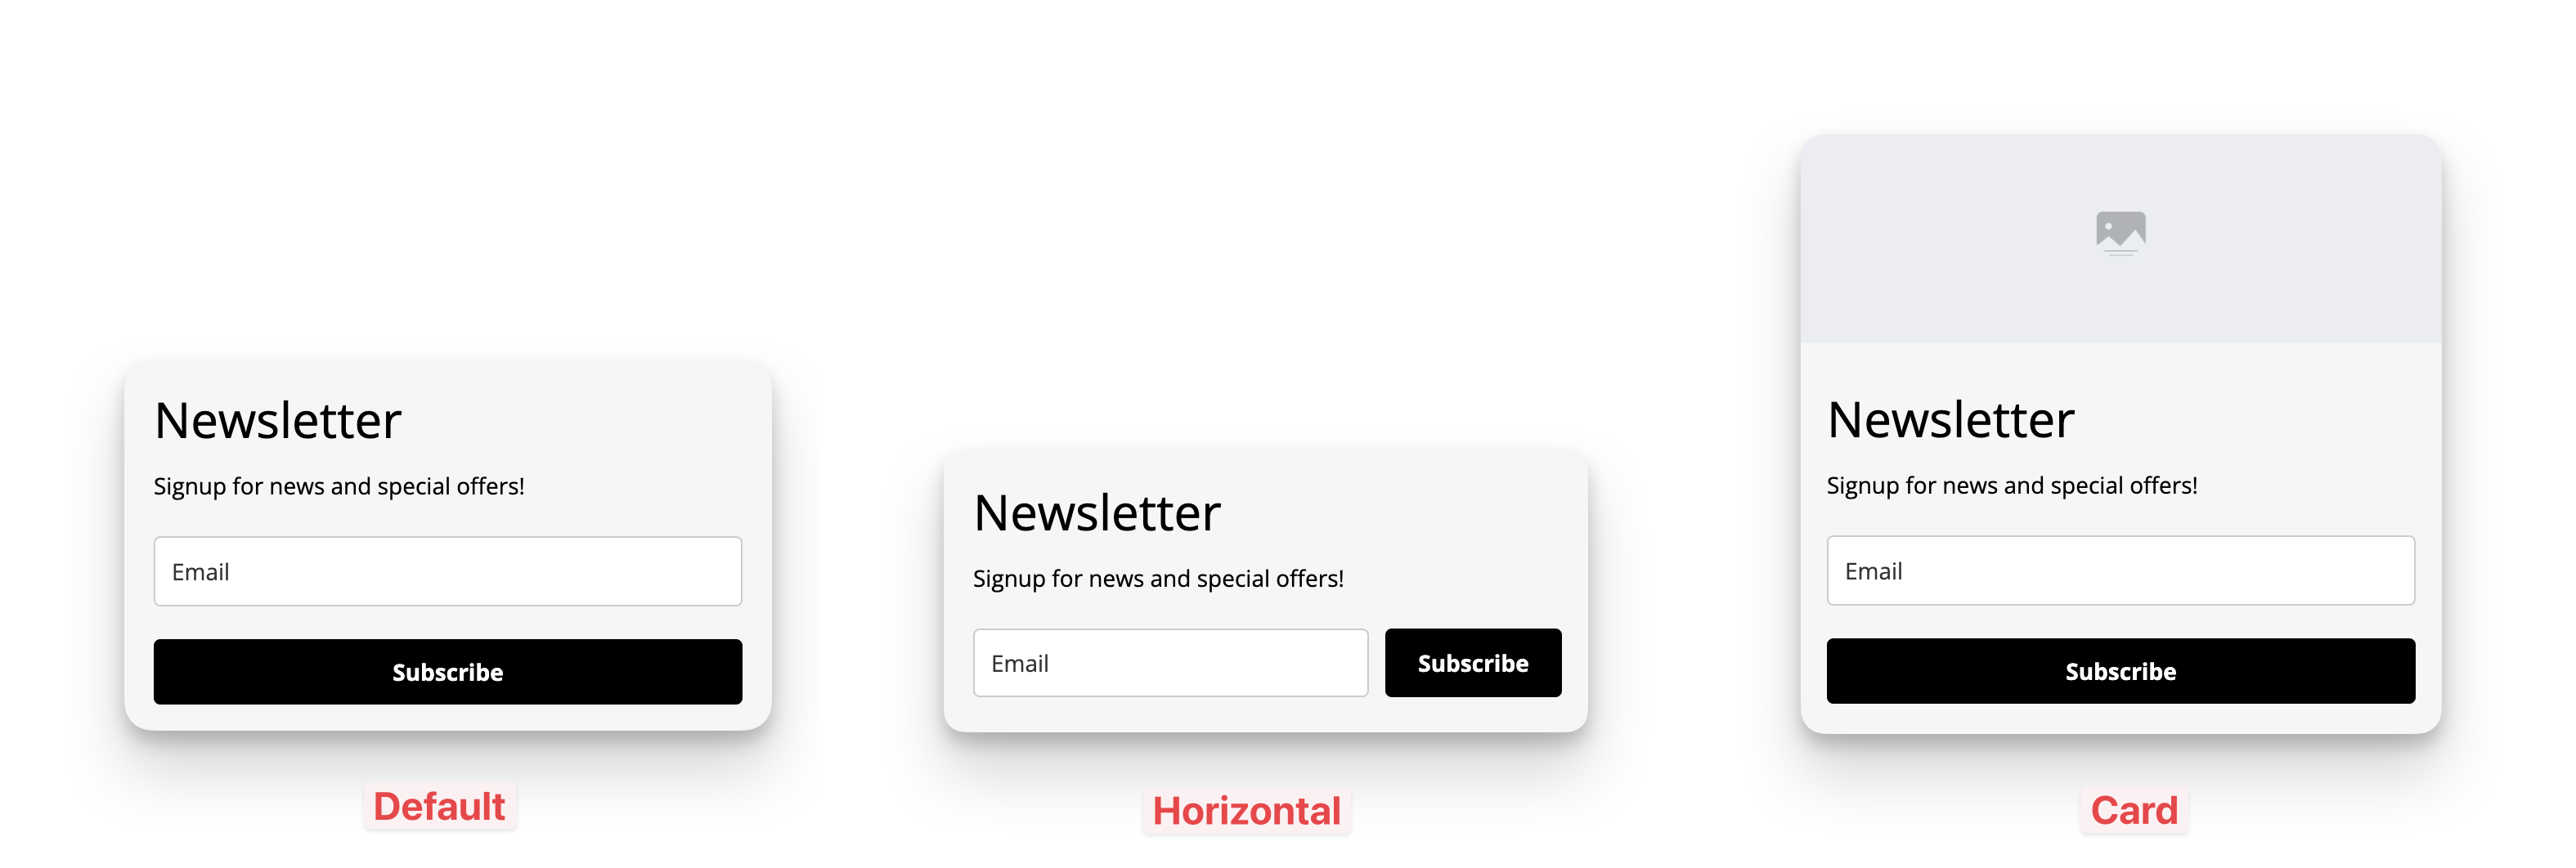 Newsletter
Signup for news and special offers!
Email
Subscribe
Default
Newsletter
Signup for news and special offers!
Email
Subscribe
Horizontal
Newsletter
Signup for news and special offers!
Email
Subscribe
Card